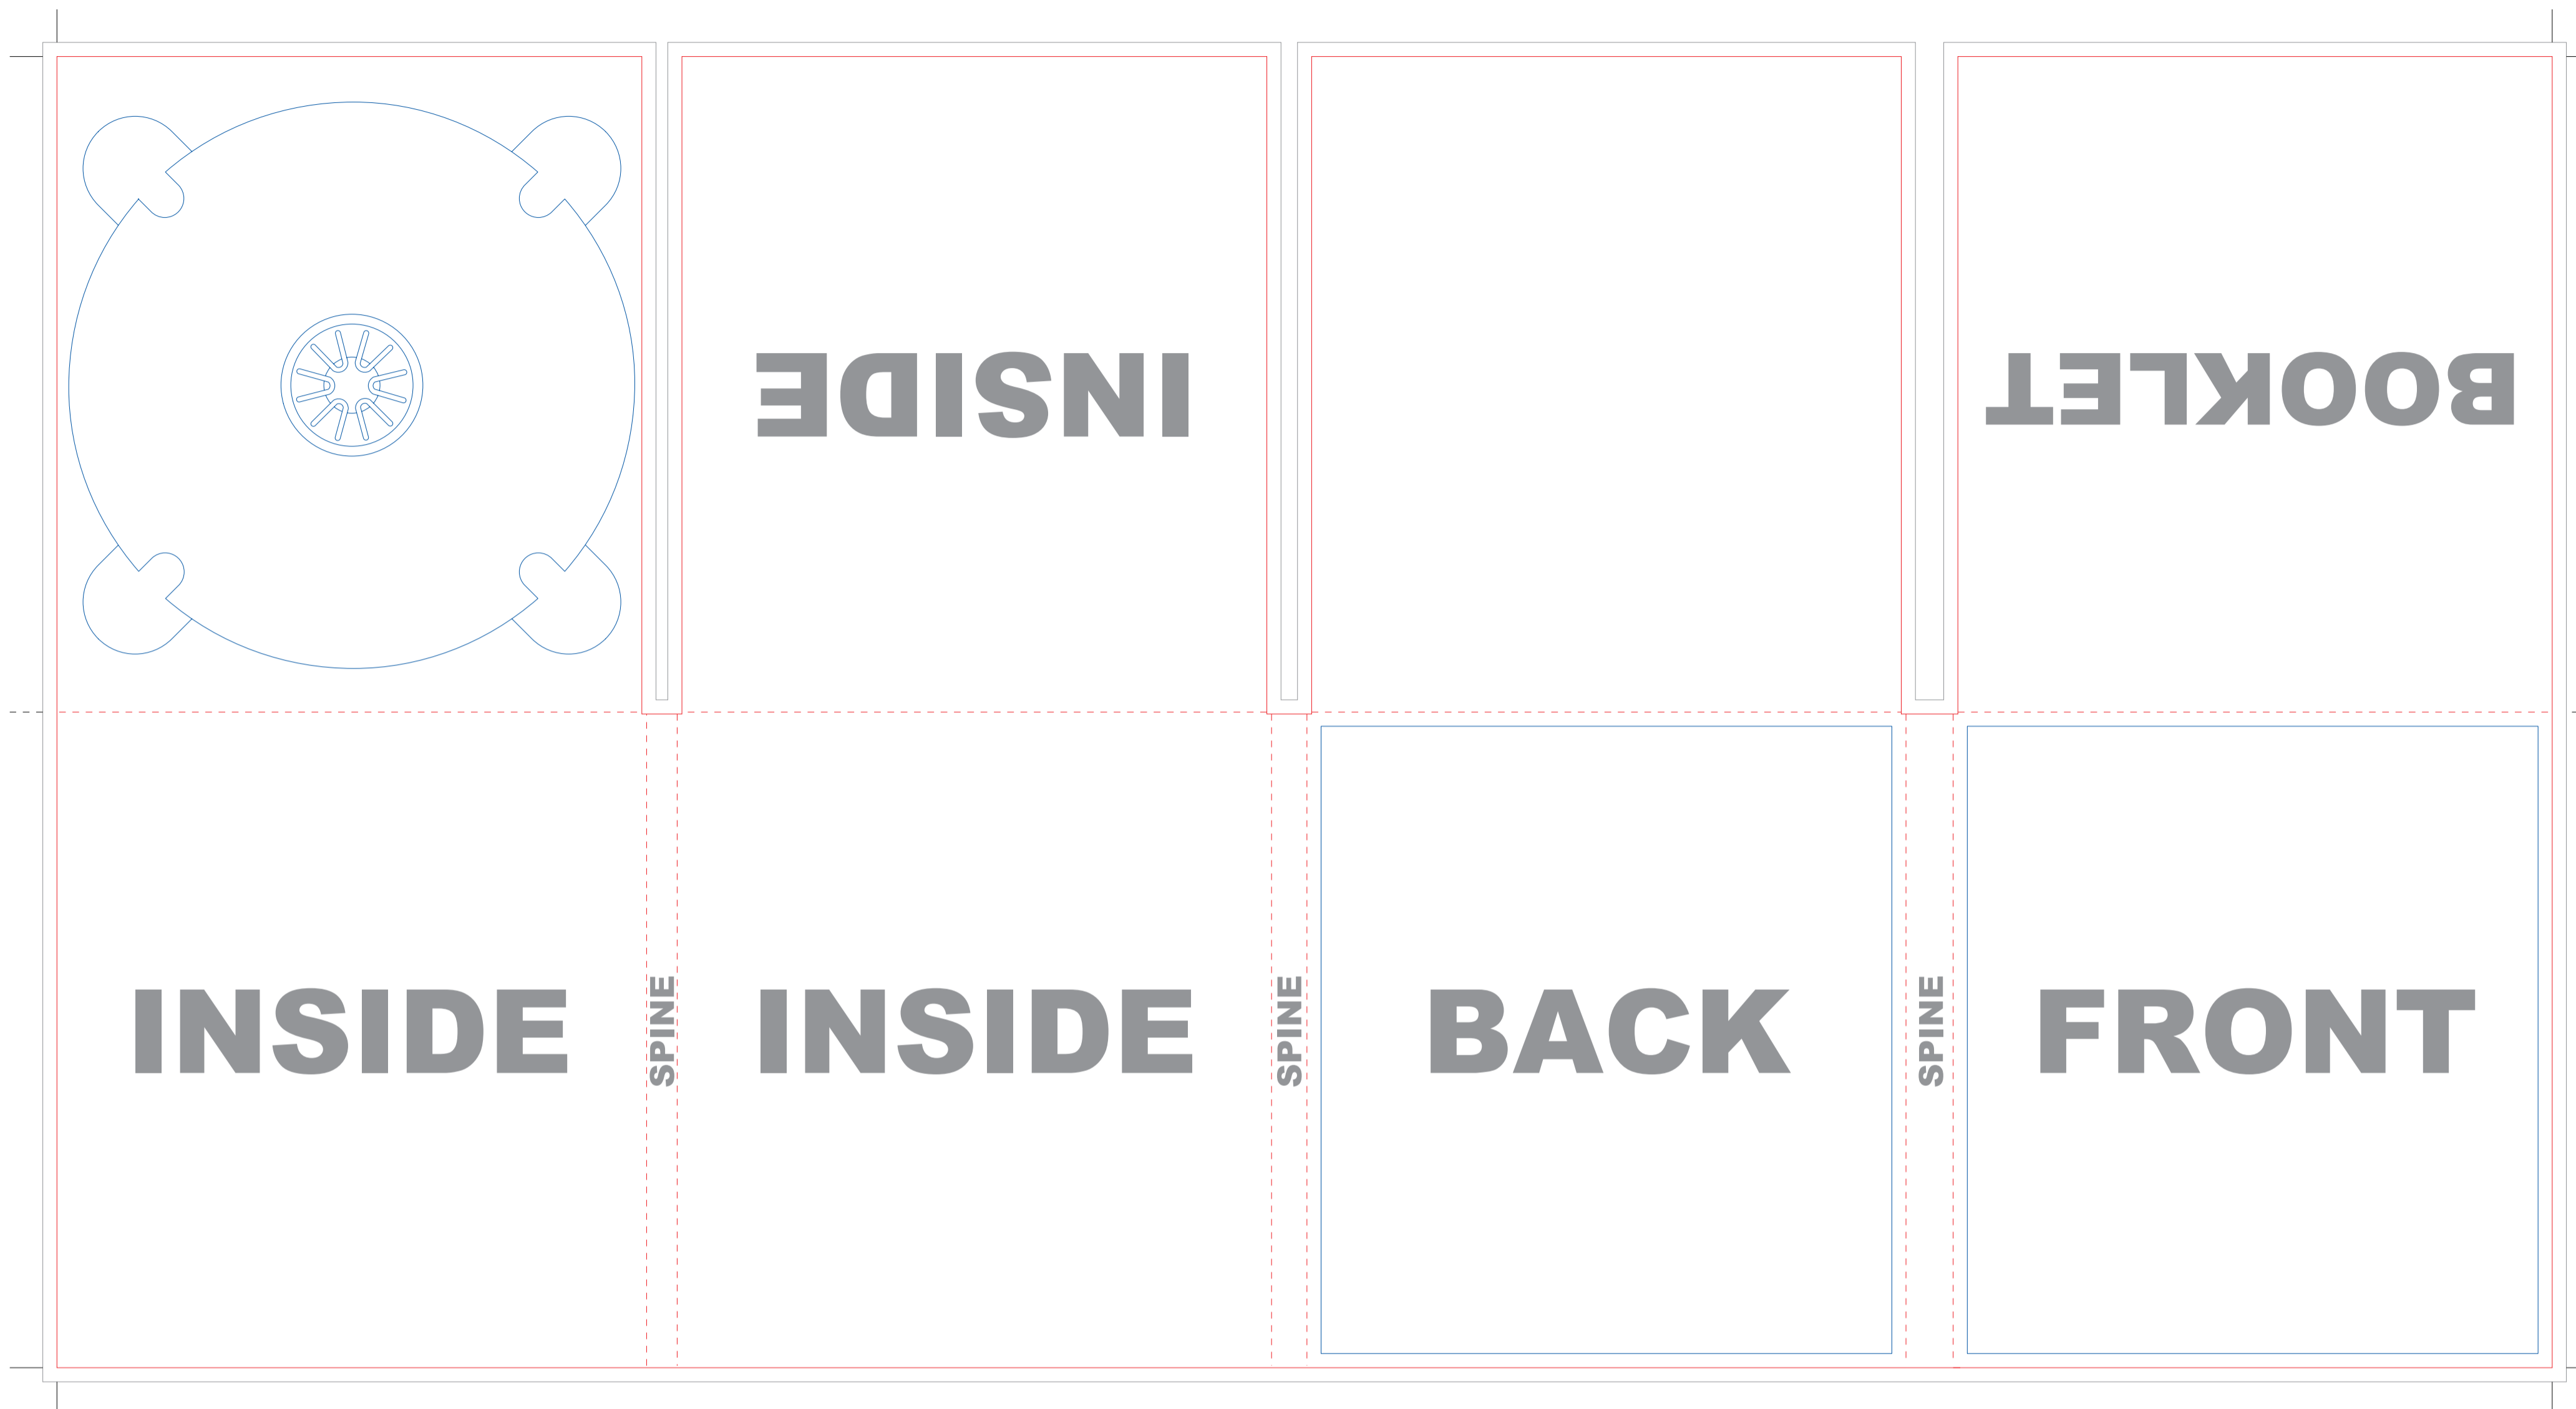 INSIDE
BOOKLET
INSIDE
SPINE
INSIDE
SPINE
BACK
SPINE
FRONT